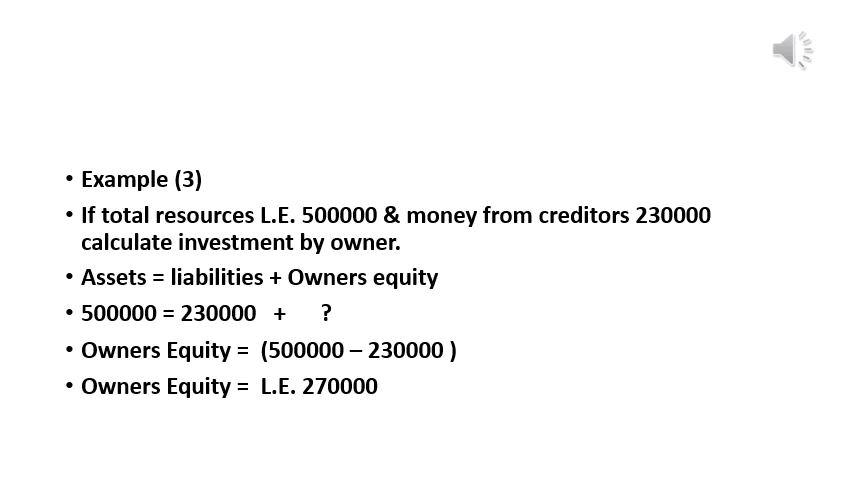 • Example (3)
• If total resources L.E. 500000 & money from creditors 230000
calculate investment by owner.
• Assets = liabilities + Owners equity
• 500000 = 230000 + ?
• Owners Equity = (500000 – 230000 )
• Owners Equity = L.E. 270000